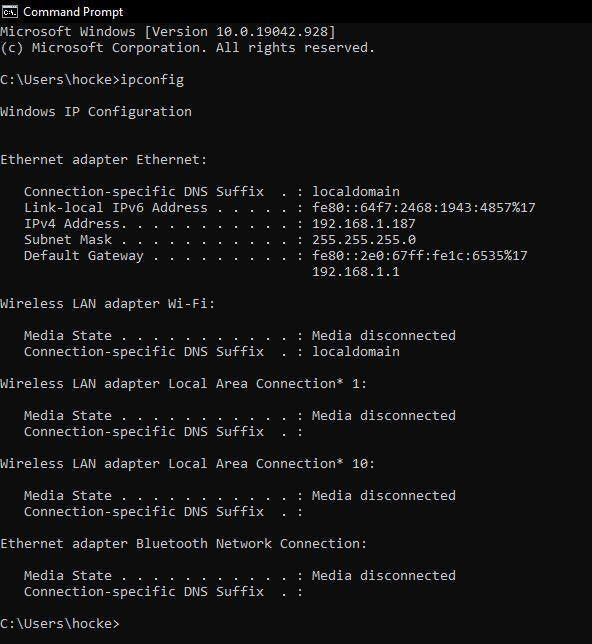 Command Prompt
Microsoft Windows [Version 10.0.19042.928]
(c) Microsoft Corporation. All rights reserved.
C:\Users\hocke>ipconfig
Windows IP Configuration
Ethernet adapter Ethernet:
Connection-specific DNS Suffix  . : localdomain
Link-local IPv6 Address . . . . . : fe80::64f7:2468:1943:4857%17
IPv4 Address. . . . . . . . . . . : 192.168.1.187
Subnet Mask . . . . . . . . . . . : 255.255.255.0
Default Gateway . . . . . . . . . : fe80::2e0:67ff:fe1c:6535%17
192.168.1.1
Wireless LAN adapter Wi-Fi:
Media State . . . . . . . . . . . : Media disconnected
Connection-specific DNS Suffix  . : localdomain
Wireless LAN adapter Local Area Connection* 1:
Media State . . . . . . . . . . . : Media disconnected
Connection-specific DNS Suffix  . :
Wireless LAN adapter Local Area Connection* 10:
Media State . . . . . . . . . . . : Media disconnected
Connection-specific DNS Suffix  . :
Ethernet adapter Bluetooth Network Connection:
Media State . . . . . . . . . . . : Media disconnected
Connection-specific DNS Suffix  . :
C:\Users\hocke>